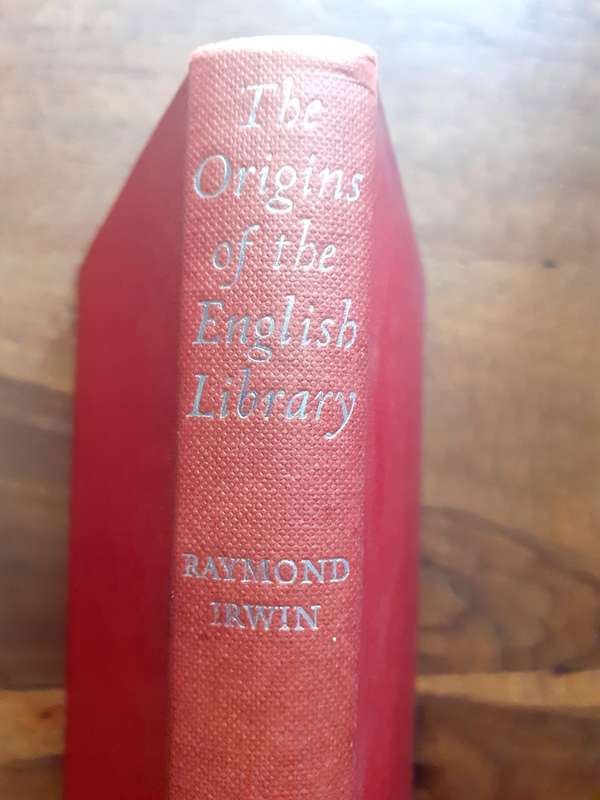 The
Origins
of the
English
Library
RAYMOND
IRWIN